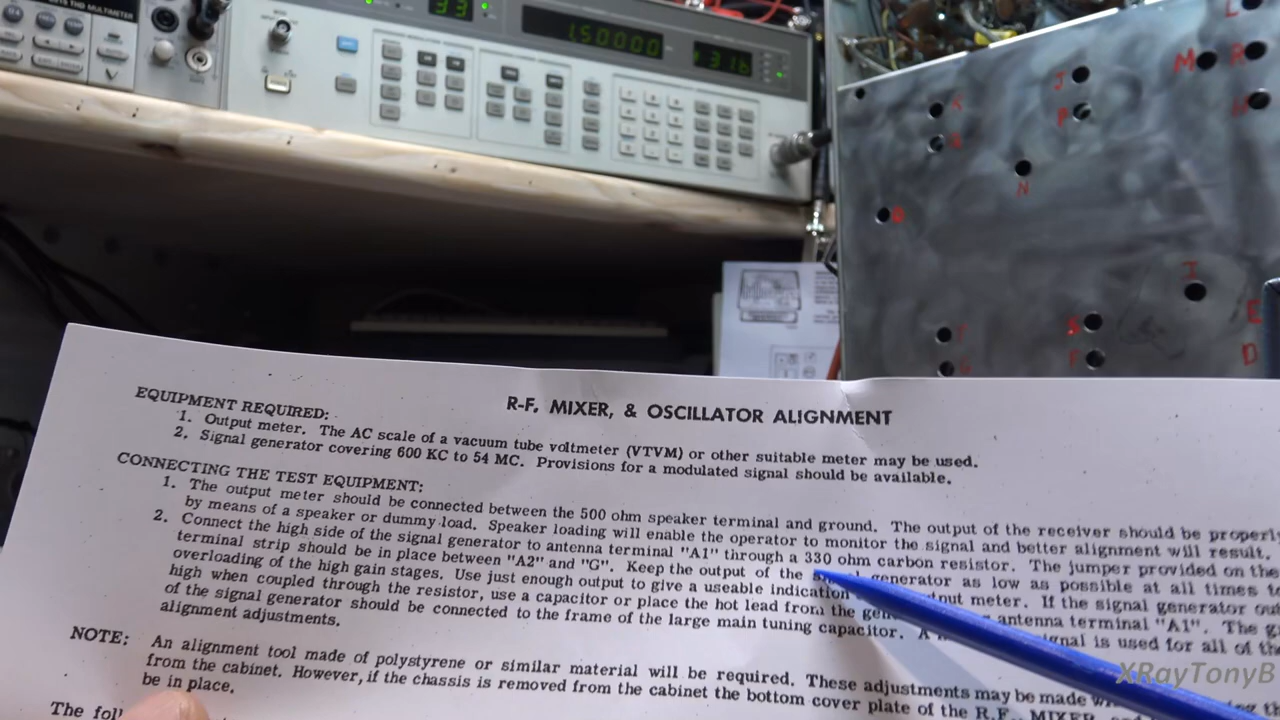 1.50000
R-F, MIXER, & OSCILLATOR ALIGNMENT
EQUIPMENT REQUIRED:
1. Output meter. The AC scale of a vacuum tube voltmeter (VTVM) or other suitable meter may be used.
2. Signal generator covering 600 KC to 54 MC. Provisions for a modulated signal should be available.
CONNECTING THE TEST EQUIPMENT:
1. The output meter should be connected between the 500 ohm speaker terminal and ground. The output of the receiver should be properly
by means of a speaker or dummy load. Speaker loading will enable the operator to monitor the signal and better alignment will result.
2. Connect the high side of the signal generator to antenna terminal "A1" through a 330 ohm carbon resistor. The jumper provided on the
terminal strip should be in place between "A2" and "G". Keep the output of the generator as low as possible at all times to
overloading of the high gain stages. Use just enough output to give a useable indication meter. If the signal generator
high when coupled through the resistor, use a capacitor or place the hot lead from the antenna terminal "A1". The
of the signal generator should be connected to the frame of the large main tuning capacitor. A is used for all of the
alignment adjustments.
NOTE: An alignment tool made of polystyrene or similar material will be required. These adjustments may be made
from the cabinet. However, if the chassis is removed from the cabinet the bottom cover plate of the R.F., MIXER,
be in place.
The
XRayTonyB